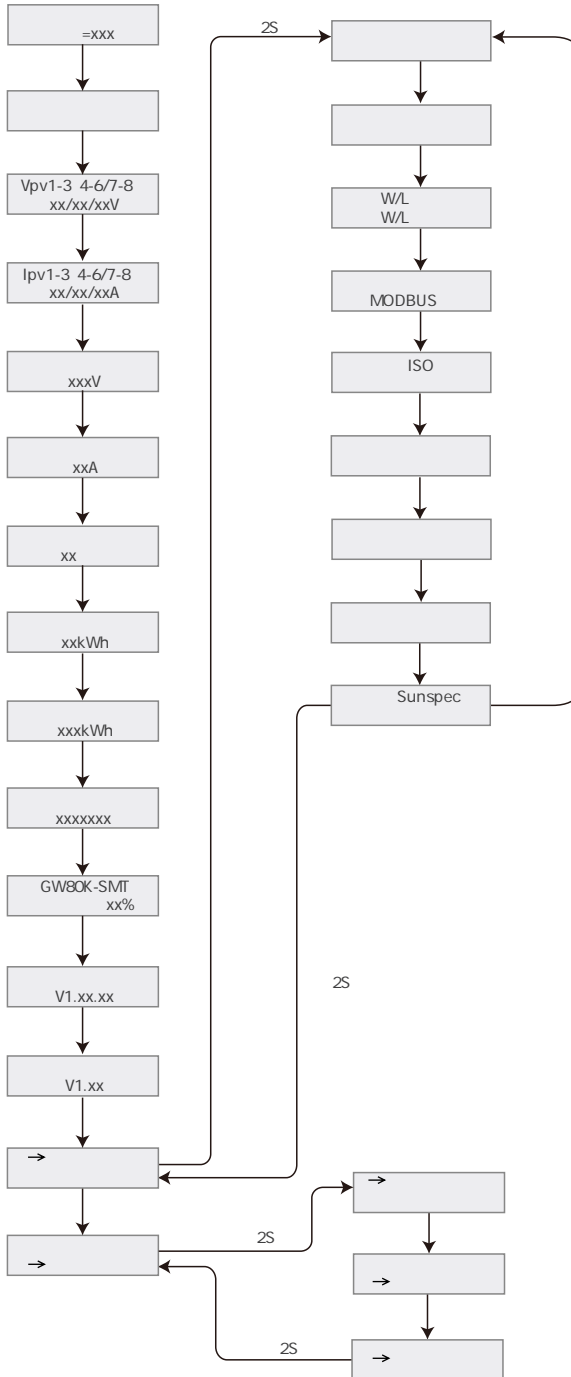 =xxx
Vpv1-3 4-6/7-8
xx/xx/xxV
Ipv1-3 4-6/7-8
xx/xx/xxA
xxxV
xxA
xx
xxkWh
xxxkWh
xxxxxxx
GW80K-SMT
xx%
V1.xx.xx
V1.xx
→
→
2S
W/L
W/L
MODBUS
ISO
Sunspec
2S
2S
→
→
2S
→